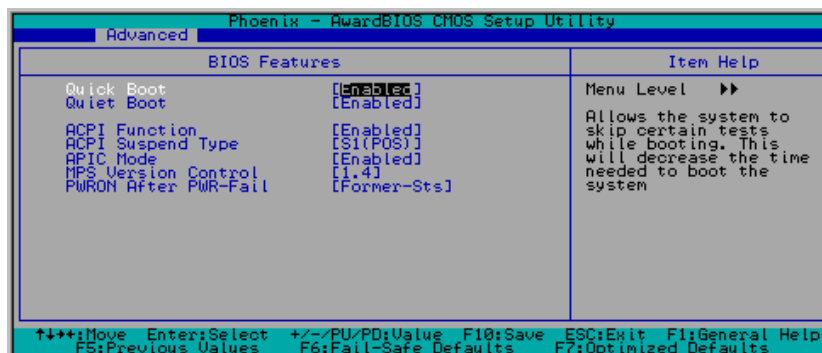 Phoenix - AwardBIOS CMOS Setup Utility
Advanced
BIOS Features
Item Help
Quick Boot [Enabled]
Quiet Boot [Enabled]
ACPI Function [Enabled]
ACPI Suspend Type [S1(POS)]
APIC Mode [Enabled]
MPS Version Control [1.4]
PWRON After PWR-Fail [Former-Sts]
Menu Level ▶▶
Allows the system to
skip certain tests
while booting. This
will decrease the time
needed to boot the
system
↑↓→←:Move Enter:Select +/-/PU/PD:Value F10:Save ESC:Exit F1:General Help
F5:Previous Values F6:Fail-Safe Defaults F7:Optimized Defaults